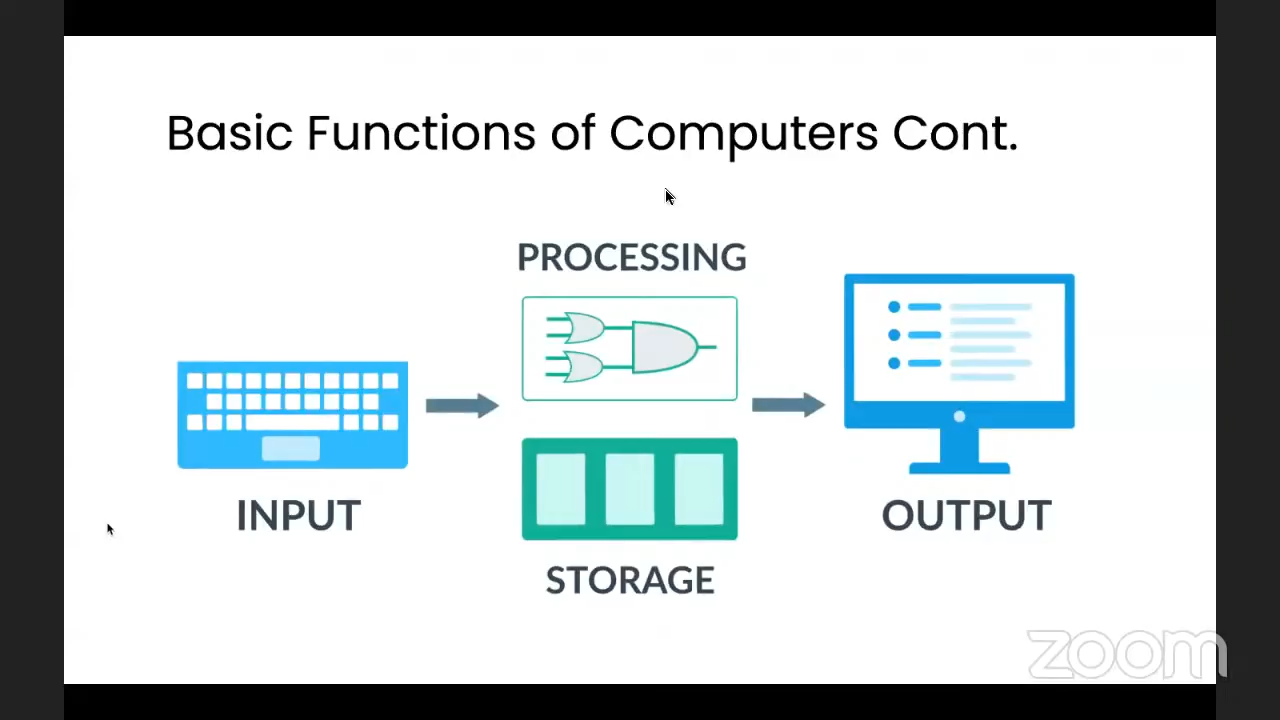 Basic Functions of Computers Cont.
PROCESSING
INPUT
STORAGE
OUTPUT
zoom